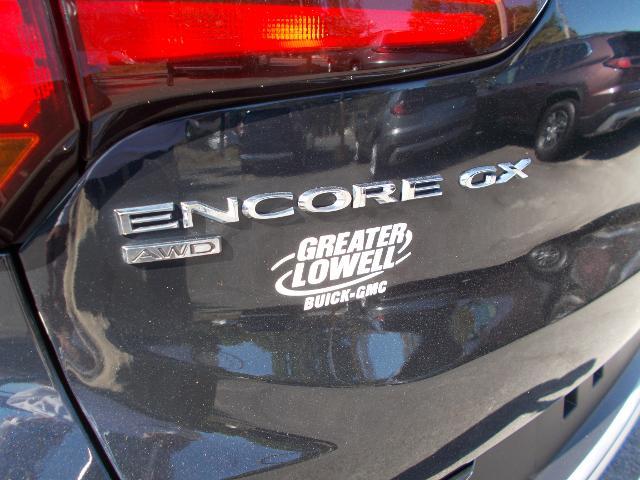 ENCORE GX
AWD
GREATER
LOWELL
BUICK-GMC